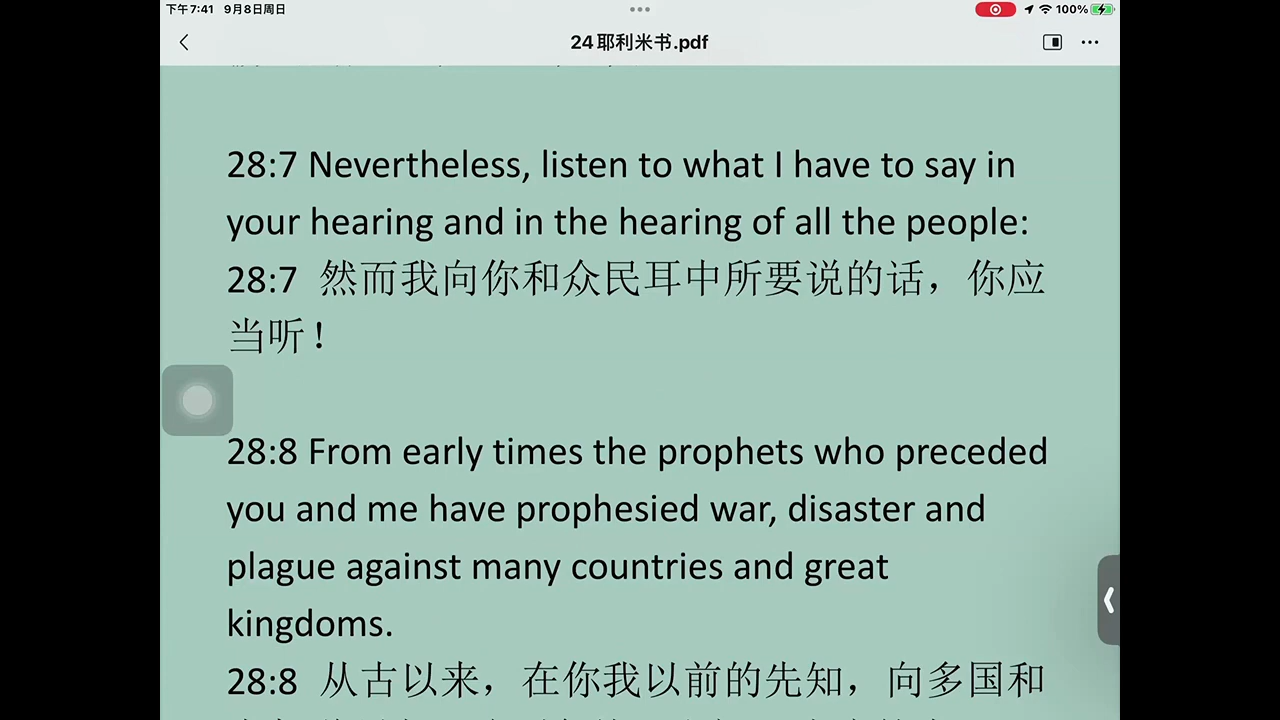 下午7:41 9月8日周日
100%
24耶利米书.pdf
28:7 Nevertheless, listen to what I have to say in
your hearing and in the hearing of all the people:
28:7 然而我向你和众民耳中所要说的话，你应
当听！
28:8 From early times the prophets who preceded
you and me have prophesied war, disaster and
plague against many countries and great
kingdoms.
28:8 从古以来，在你我以前的先知，向多国和